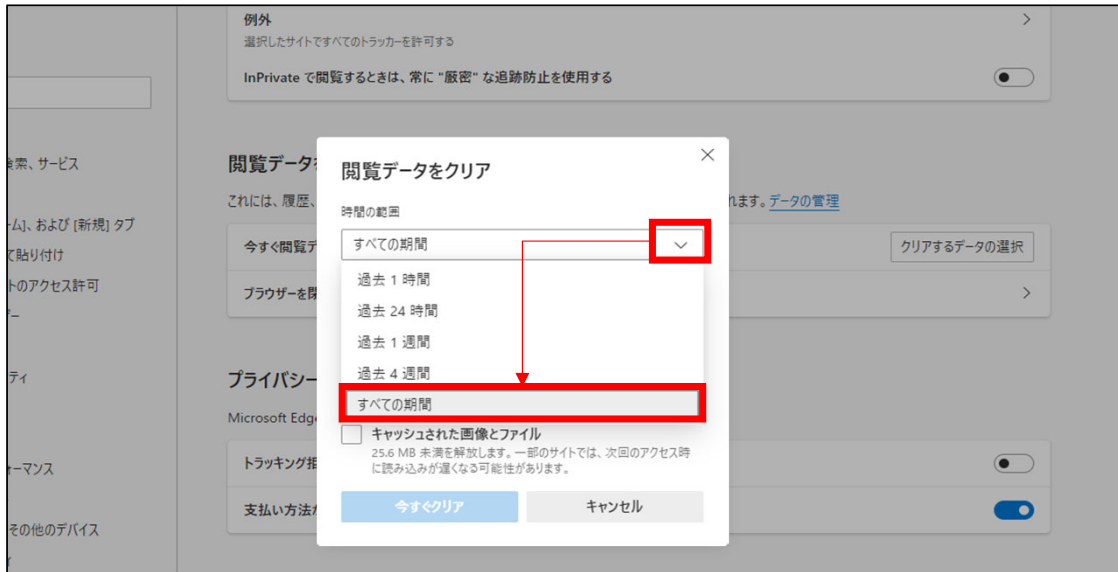 例外
選択したサイトですべてのトラッカーを許可する
InPrivate で閲覧するときは、常に "厳密" な追跡防止を使用する
索、サービス
ーム]、および [新規] タブ
て貼り付け
トのアクセス許可
ティ
ォーマンス
その他のデバイス
閲覧データ
これには、履歴、
れます。データの管理
今すぐ閲覧デ
クリアするデータの選択
ブラウザーを閉
プライバシー
Microsoft Edge
トラッキング拒
支払い方法が
閲覧データをクリア
時間の範囲
すべての期間
過去 1 時間
過去 24 時間
過去 1 週間
過去 4 週間
すべての期間
キャッシュされた画像とファイル
25.6 MB 未満を解放します。一部のサイトでは、次回のアクセス時
に読み込みが遅くなる可能性があります。
今すぐクリア
キャンセル